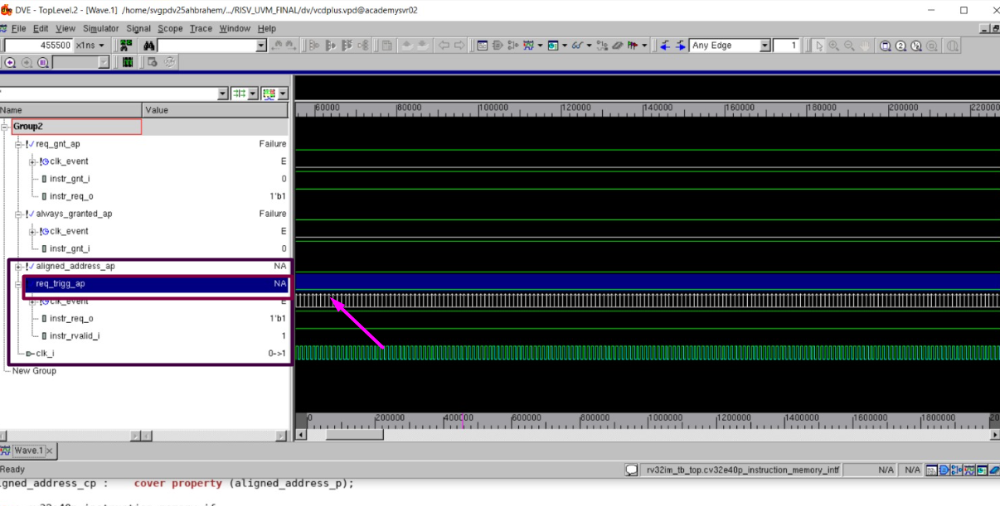 DVE - TopLevel.2 - [Wave.1] /home/svgpdv25ahbrahem/.../RISV_UVM_FINAL/dv/vcdplus.vpd@academysvr02
File Edit View Simulator Signal Scope Trace Window Help
455500 x1ns Any Edge 1
Name Value 60000 80000 100000 120000 140000 160000 180000 200000 220000
Group2
req_gnt_ap Failure
clk_event E
instr_gnt_i 0
instr_req_o 1'b1
always_granted_ap Failure
clk_event E
instr_gnt_i 0
aligned_address_ap NA
req_trigg_ap NA
clk_event E
instr_req_o 1'b1
instr_rvalid_i 1
clk_i 0->1
New Group
0 200000 400000 600000 800000 1000000 1200000 1400000 1600000 1800000 20
Wave.1
Ready rv32im_tb_top.cv32e40p_instruction_memory_intf N/A N/A
igned_address_cp : cover property (aligned_address_p);